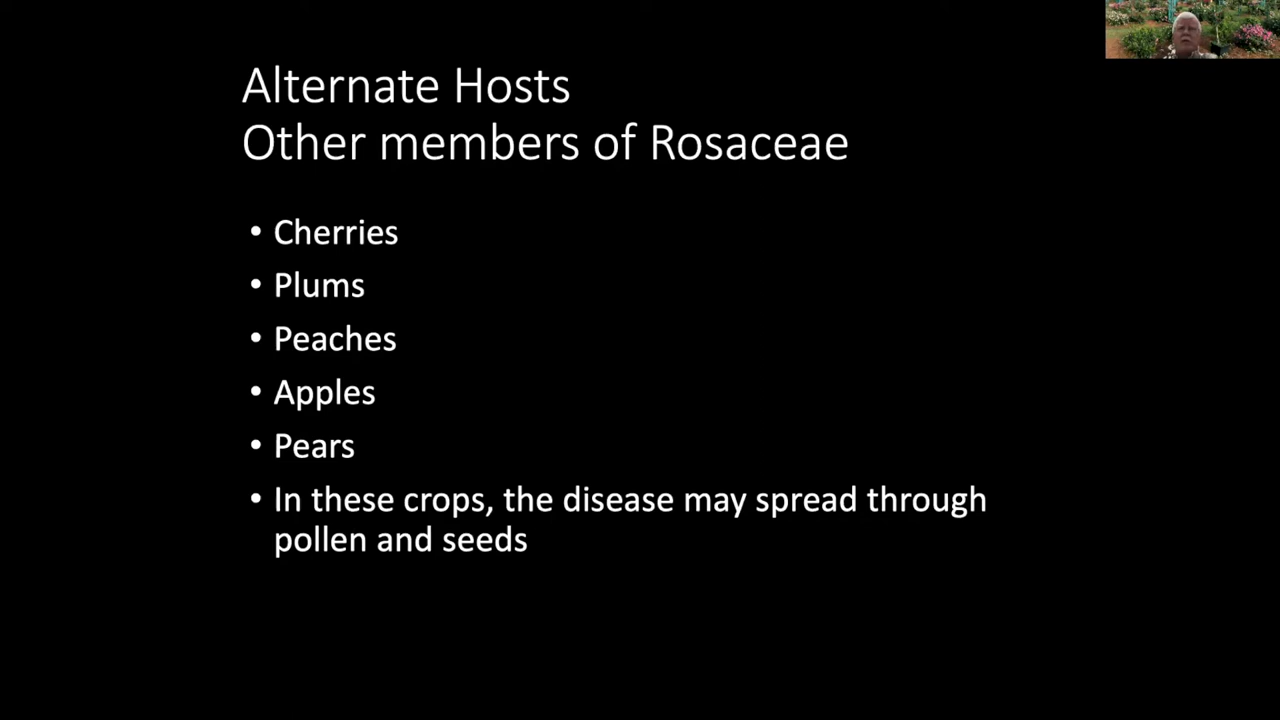 Alternate Hosts
Other members of Rosaceae
• Cherries
• Plums
• Peaches
• Apples
• Pears
• In these crops, the disease may spread through
pollen and seeds